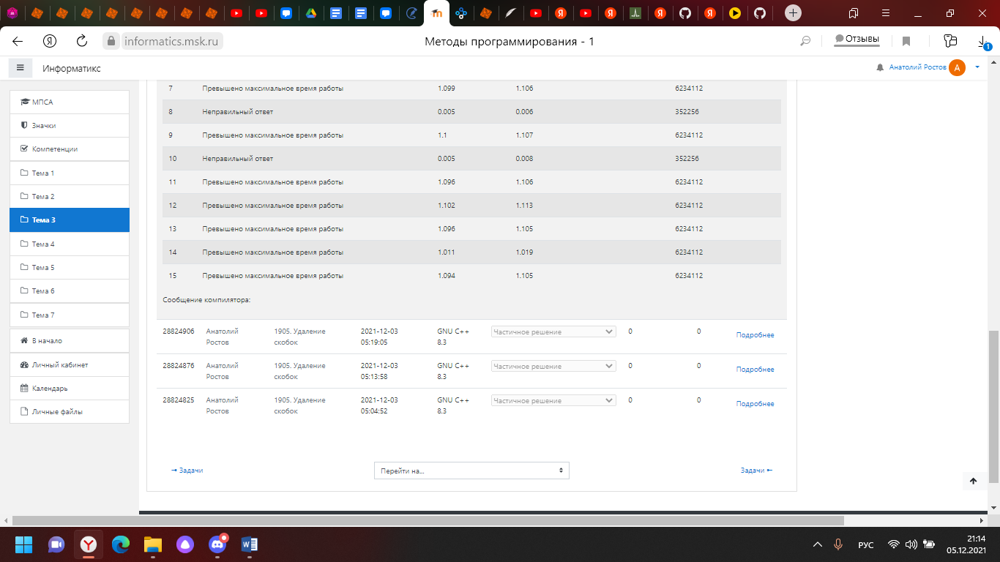 informatics.msk.ru
Методы программирования - 1
Отзывы
1
Информатикс
Анатолий Ростов
А
МПСА
Значки
Компетенции
Тема 1
Тема 2
Тема 3
Тема 4
Тема 5
Тема 6
Тема 7
В начало
Личный кабинет
Календарь
Личные файлы
7 Превышено максимальное время работы 1.099 1.106 6234112
8 Неправильный ответ 0.005 0.006 352256
9 Превышено максимальное время работы 1.1 1.107 6234112
10 Неправильный ответ 0.005 0.008 352256
11 Превышено максимальное время работы 1.096 1.106 6234112
12 Превышено максимальное время работы 1.102 1.113 6234112
13 Превышено максимальное время работы 1.096 1.105 6234112
14 Превышено максимальное время работы 1.011 1.019 6234112
15 Превышено максимальное время работы 1.094 1.105 6234112
Сообщение компилятора:
28824906 Анатолий 1905. Удаление 2021-12-03 GNU C++ Частичное решение 0 0 Подробнее
Ростов скобок 05:19:05 8.3
28824876 Анатолий 1905. Удаление 2021-12-03 GNU C++ Частичное решение 0 0 Подробнее
Ростов скобок 05:13:58 8.3
28824825 Анатолий 1905. Удаление 2021-12-03 GNU C++ Частичное решение 0 0 Подробнее
Ростов скобок 05:04:52 8.3
→ Задачи
Перейти на...
Задачи ←
РУС
21:14
05.12.2021